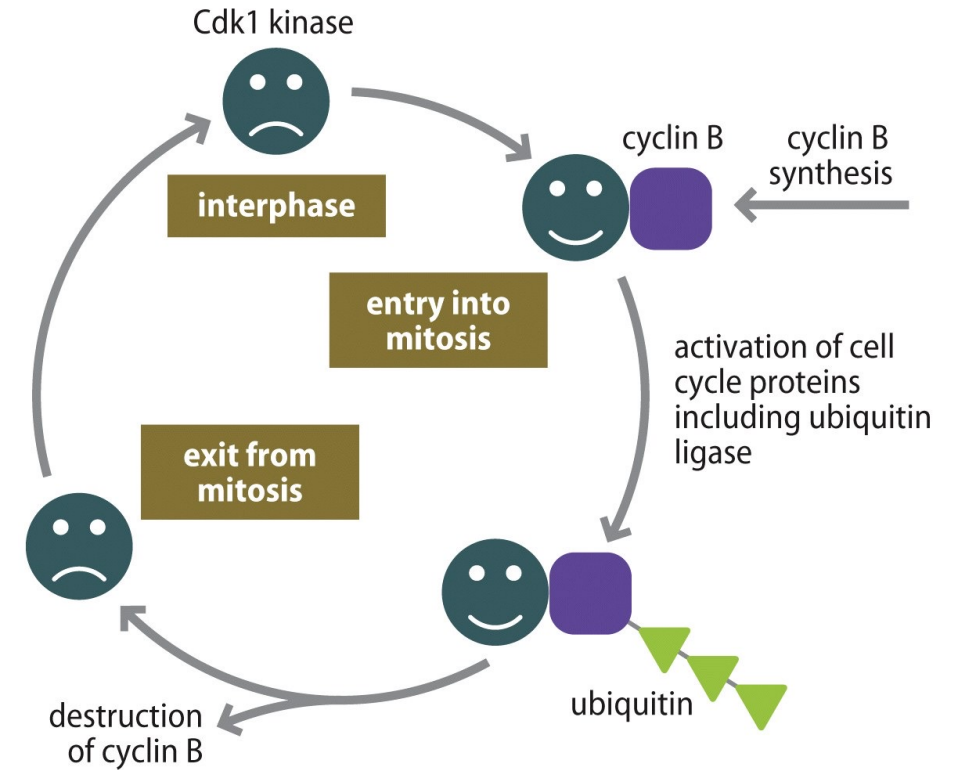 Cdk1 kinase
interphase
cyclin B
cyclin B
synthesis
entry into
mitosis
activation of cell
cycle proteins
including ubiquitin
ligase
exit from
mitosis
ubiquitin
destruction
of cyclin B